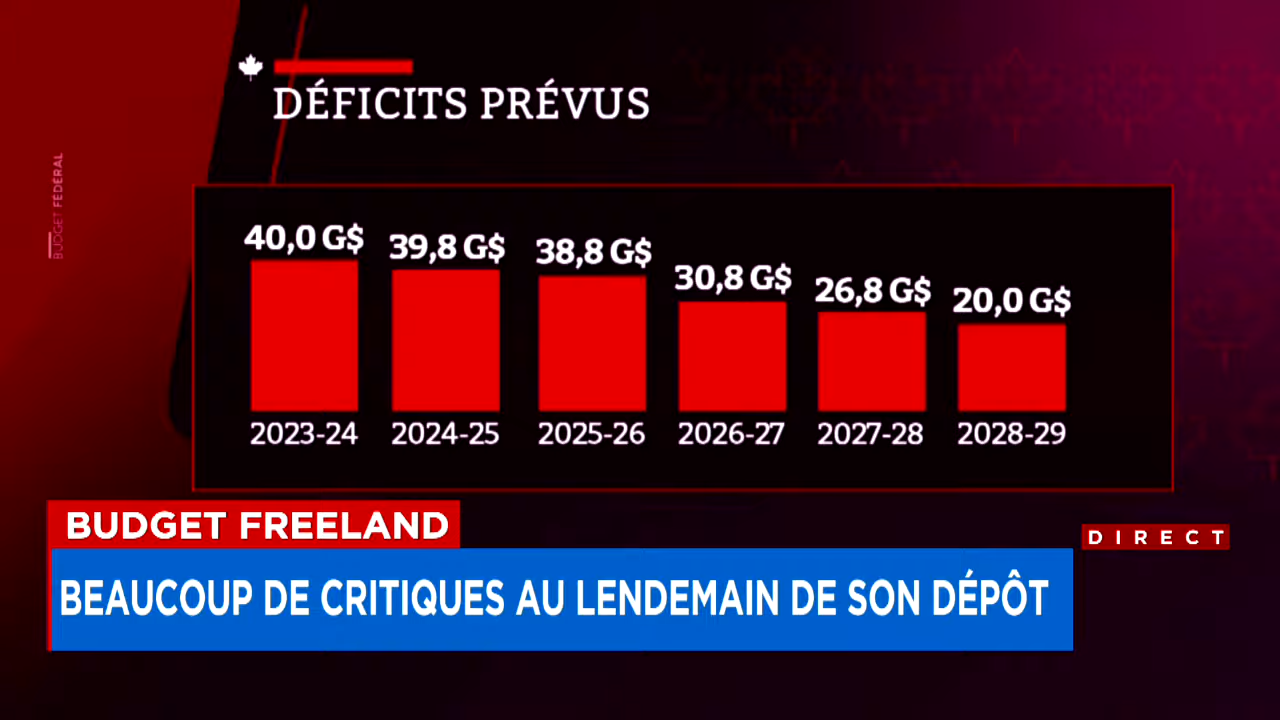 DÉFICITS PRÉVUS
BUDGET FÉDÉRAL
40,0 G$ 39,8 G$ 38,8 G$ 30,8 G$ 26,8 G$ 20,0 G$
2023-24 2024-25 2025-26 2026-27 2027-28 2028-29
BUDGET FREELAND
DIRECT
BEAUCOUP DE CRITIQUES AU LENDEMAIN DE SON DÉPÔT